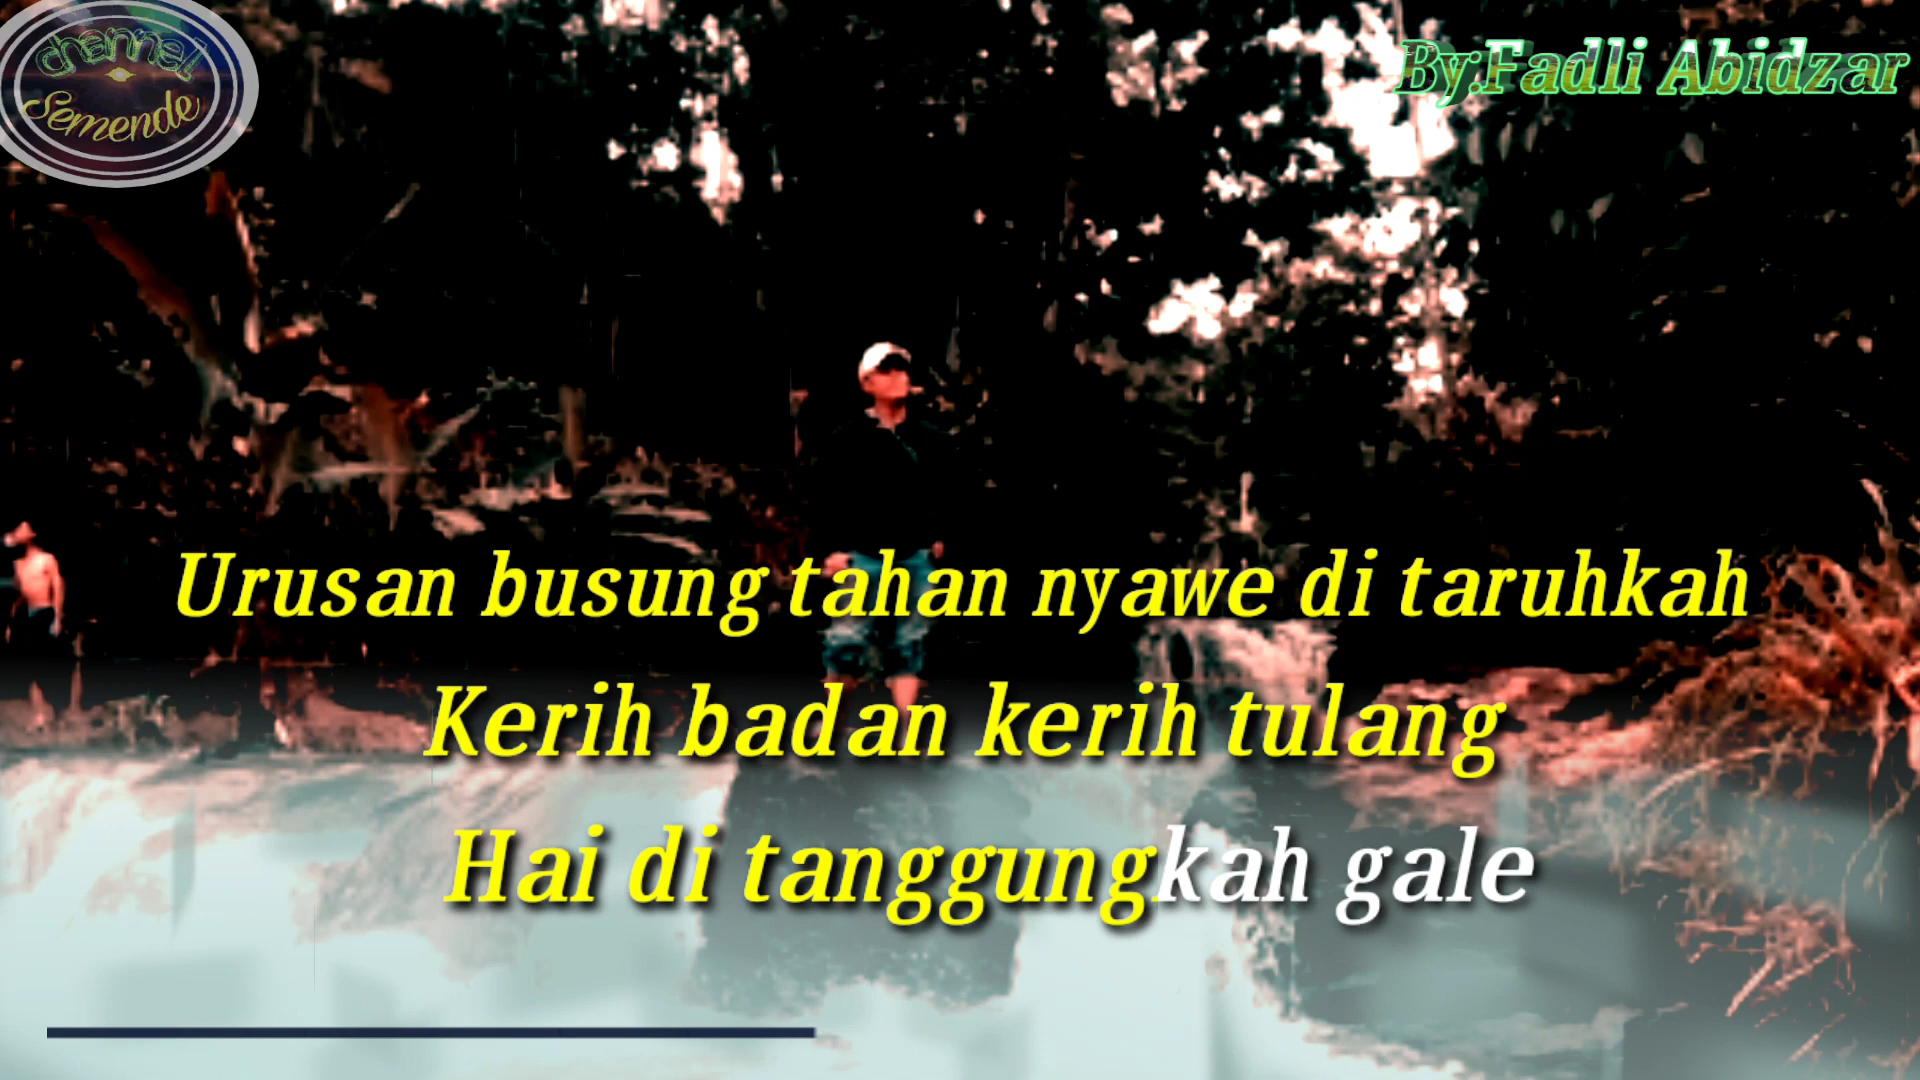 channel
Semende
By:Fadli Abidzar
Urusan busung tahan nyawe di taruhkah
Kerih badan kerih tulang
Hai di tanggungkah gale